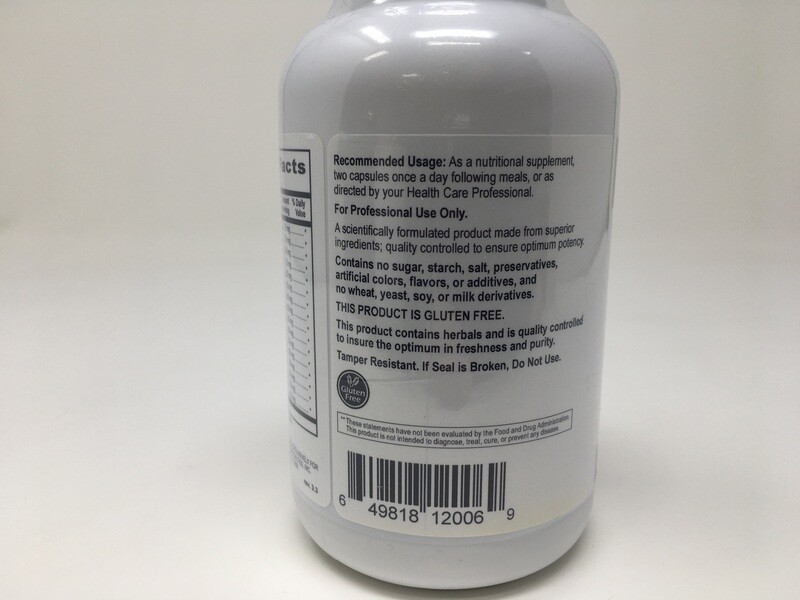 acts
% Daily
Value
Recommended Usage: As a nutritional supplement,
two capsules once a day following meals, or as
directed by your Health Care Professional.
For Professional Use Only.
A scientifically formulated product made from superior
ingredients; quality controlled to ensure optimum potency.
Contains no sugar, starch, salt, preservatives,
artificial colors, flavors, or additives, and
no wheat, yeast, soy, or milk derivatives.
THIS PRODUCT IS GLUTEN FREE.
This product contains herbals and is quality controlled
to insure the optimum in freshness and purity.
Tamper Resistant. If Seal is Broken, Do Not Use.
Gluten
Free
** These statements have not been evaluated by the Food and Drug Administration.
This product is not intended to diagnose, treat, cure, or prevent any disease.
6 49818 12006 9
rev. 3.3